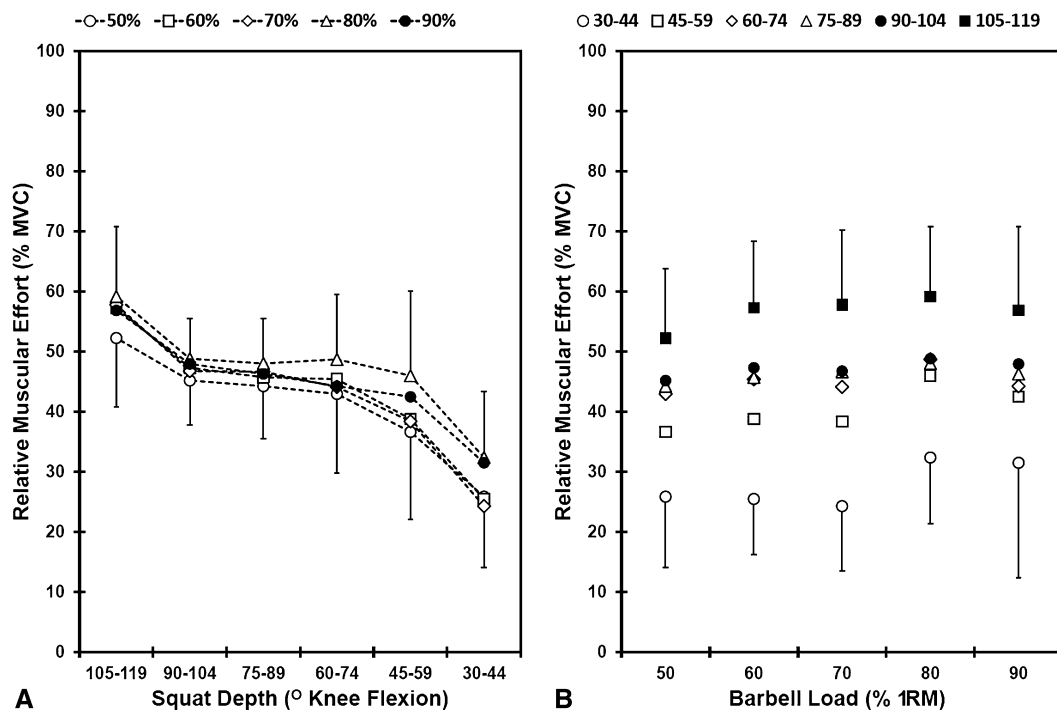 50% 60% 70% 80% 90%
100
90
80
70
60
50
40
30
20
10
0
Relative Muscular Effort (% MVC)
105-119 90-104 75-89 60-74 45-59 30-44
Squat Depth (° Knee Flexion)
A
30-44 45-59 60-74 75-89 90-104 105-119
100
90
80
70
60
50
40
30
20
10
0
Relative Muscular Effort (% MVC)
50 60 70 80 90
Barbell Load (% 1RM)
B